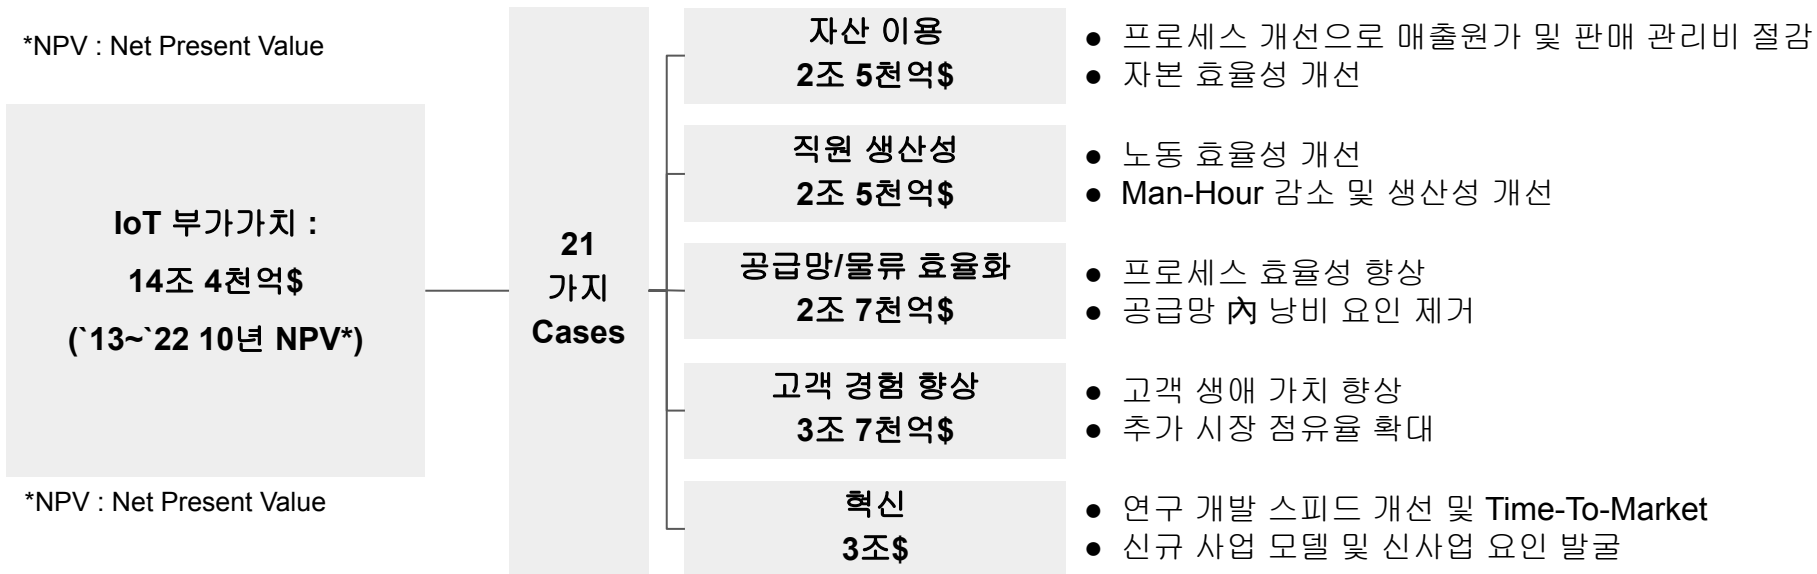 *NPV : Net Present Value
IoT 부가가치 :
14조 4천억$
(`13~`22 10년 NPV*)
*NPV : Net Present Value
21
가지
Cases
자산 이용
2조 5천억$
● 프로세스 개선으로 매출원가 및 판매 관리비 절감
● 자본 효율성 개선
직원 생산성
2조 5천억$
● 노동 효율성 개선
● Man-Hour 감소 및 생산성 개선
공급망/물류 효율화
2조 7천억$
● 프로세스 효율성 향상
● 공급망 內 낭비 요인 제거
고객 경험 향상
3조 7천억$
● 고객 생애 가치 향상
● 추가 시장 점유율 확대
혁신
3조$
● 연구 개발 스피드 개선 및 Time-To-Market
● 신규 사업 모델 및 신사업 요인 발굴